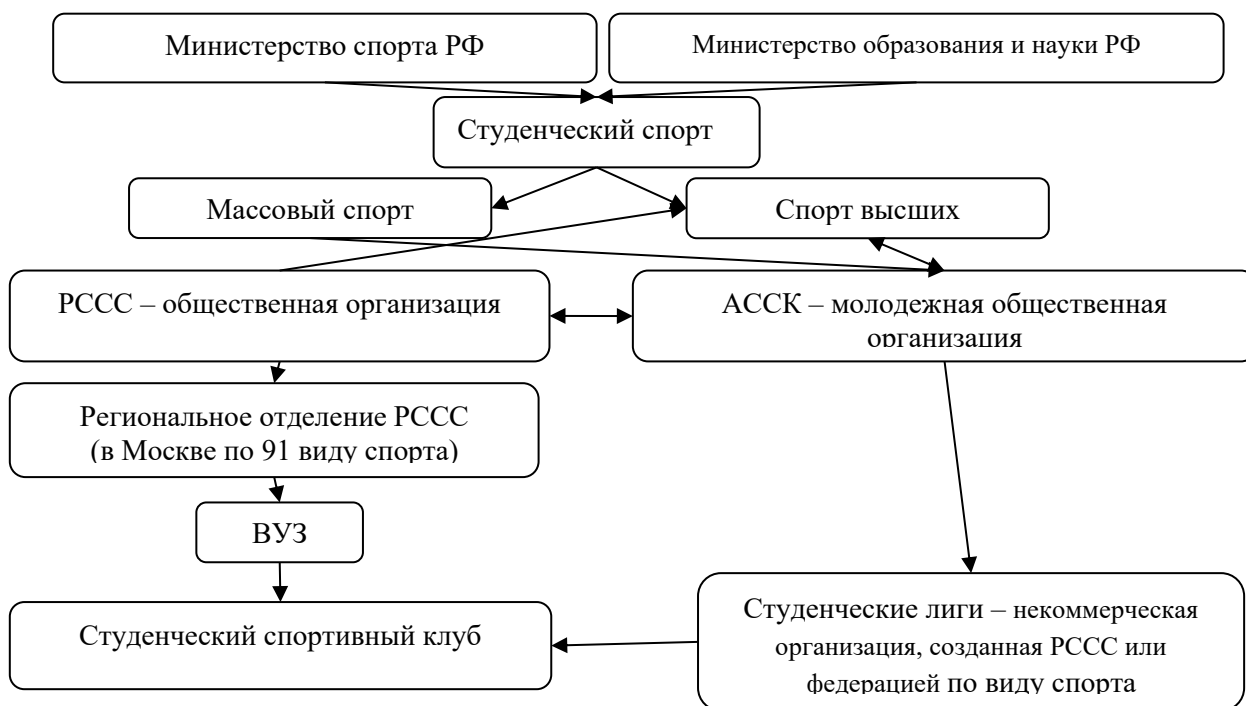 Министерство спорта РФ
Министерство образования и науки РФ
Студенческий спорт
Массовый спорт
Спорт высших
РССС – общественная организация
АССК – молодежная общественная
организация
Региональное отделение РССС
(в Москве по 91 виду спорта)
ВУЗ
Студенческий спортивный клуб
Студенческие лиги – некоммерческая
организация, созданная РССС или
федерацией по виду спорта